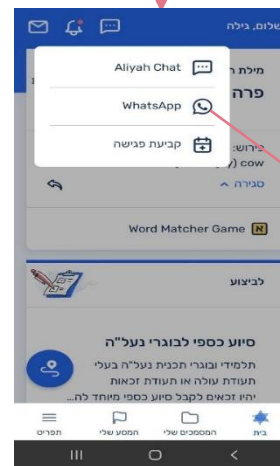 שלום, גילה
Aliyah Chat
WhatsApp
קביעת פגישה
מילת ה
פרה
פירוש:
cow (
סגירה
Word Matcher Game
לביצוע
סיוע כספי לבוגרי נעל"ה
תלמידי ובוגרי תכנית נעל"ה בעלי
תעודת עולה או תעודת זכאות
יהיו זכאים לקבל סיוע כספי מיוחד לה...
בית
המסמכים שלי
המסע שלי
תפריט